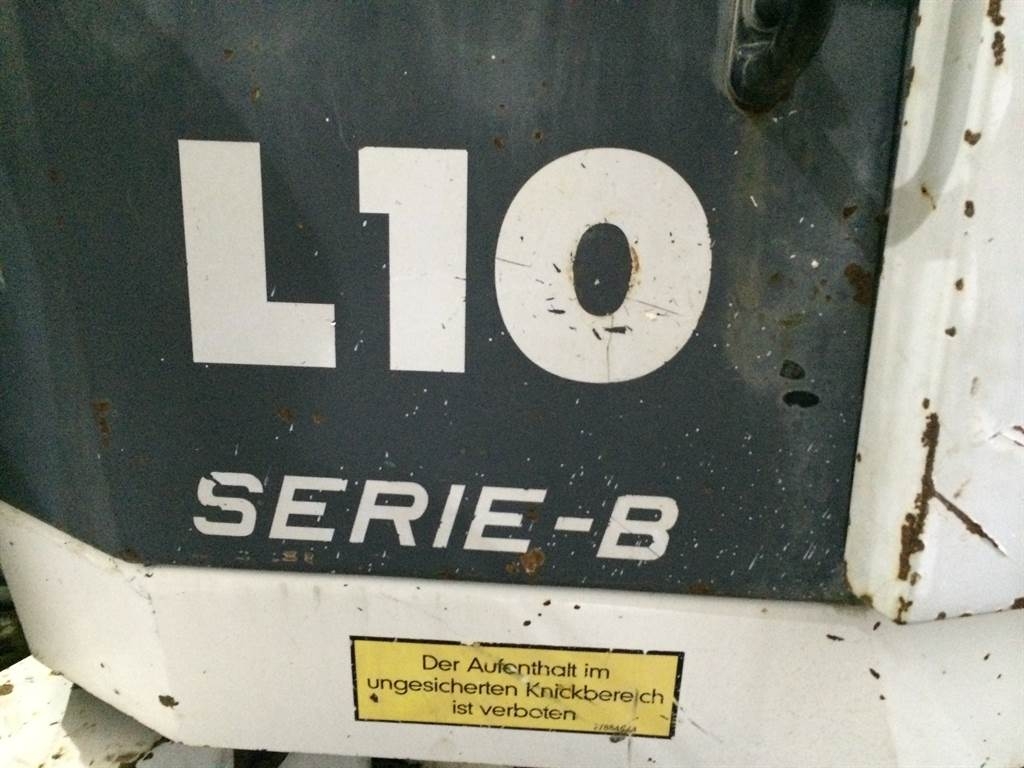 L10
SERIE-B
Der Aufenthalt im
ungesicherten Knickbereich
ist verboten